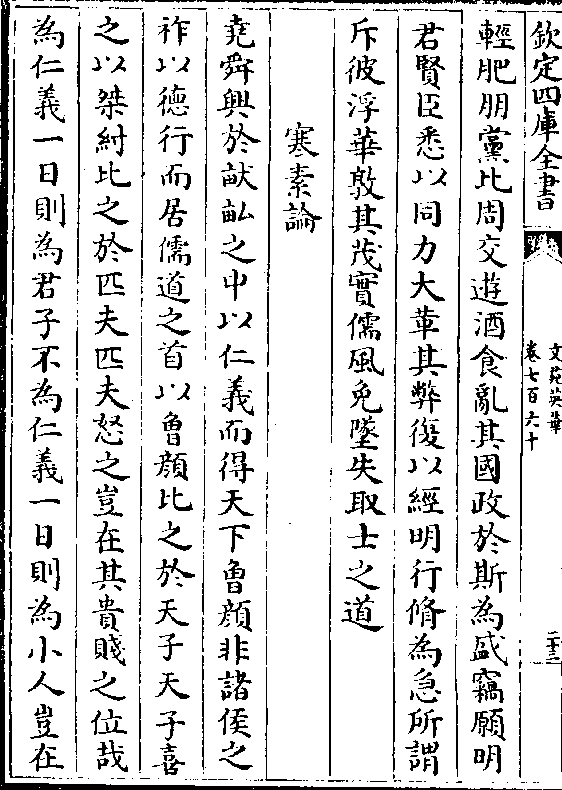 欽定四庫全書
文苑英華
卷七百六十
二十三
輕肥朋黨比周交遊酒食亂其國政於斯為盛竊願明
君賢臣悉以同力大革其弊復以經明行脩為急所謂
斥彼浮華敦其茂實儒風免墜失取士之道
寒素論
堯舜興於畎畝之中以仁義而得天下曾顔非諸侯之
祚以德行而居儒道之首以曾顔比之於天子天子喜
之以桀紂比之於匹夫匹夫怒之豈在其貴賤之位哉
為仁義一日則為君子不為仁義一日則為小人豈在